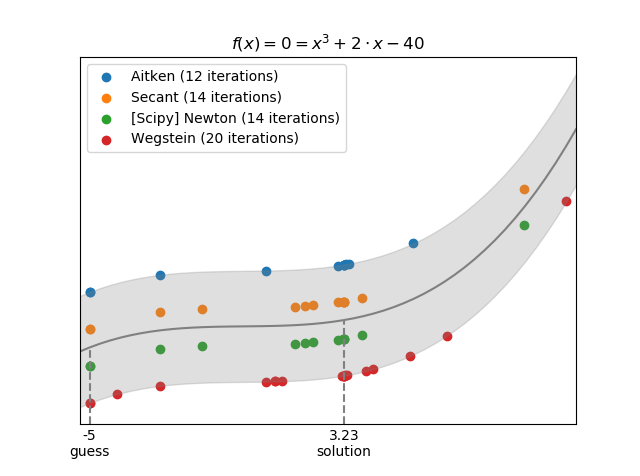 f(x) = 0 = x³ + 2 · x − 40
Aitken (12 iterations)
Secant (14 iterations)
[Scipy] Newton (14 iterations)
Wegstein (20 iterations)
-5
guess
3.23
solution